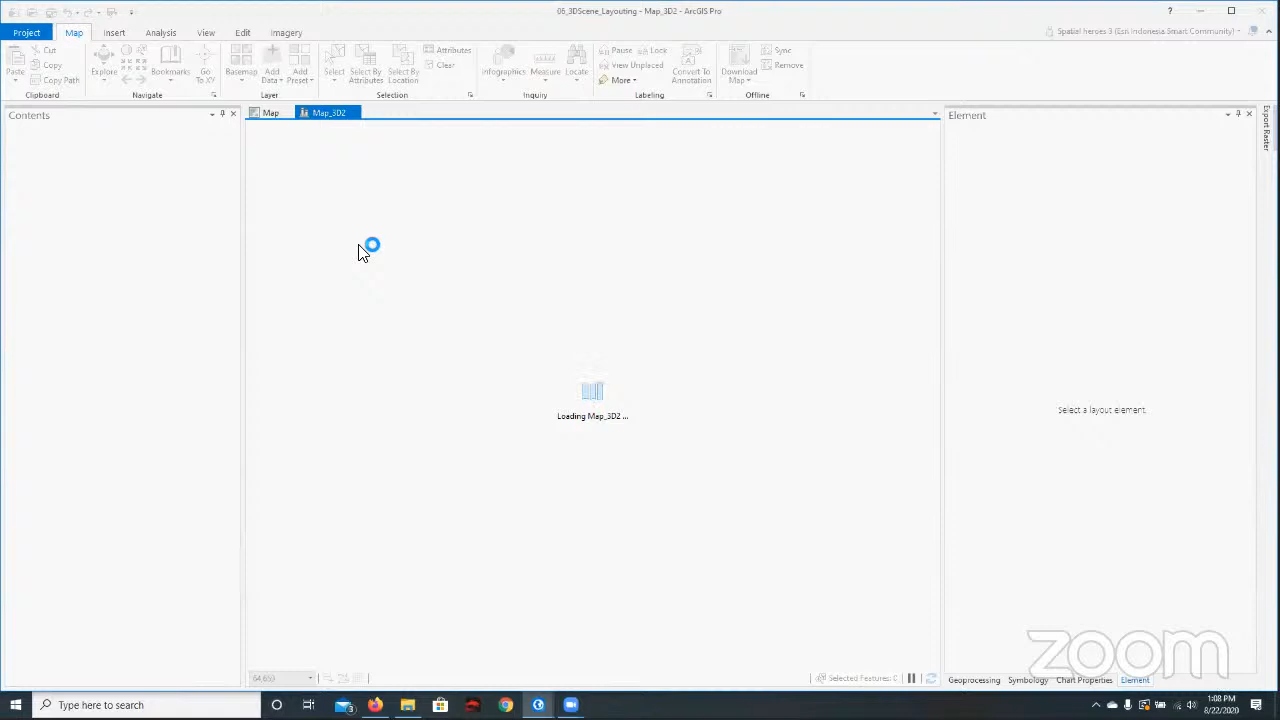 06_3DScene_Layouting - Map_3D2 - ArcGIS Pro
?
Project Map Insert Analysis View Edit Imagery
Spatial heroes 3 (Esri Indonesia Smart Community)
Paste Cut Copy Copy Path
Explore Bookmarks Go To XY
Basemap Add Data Add Preset
Select Select By Attributes Select By Location Attributes Clear
Infographics Measure Locate
Pause Lock View Unplaced More Convert To Annotation
Download Map Sync Remove
Clipboard Navigate Layer Selection Inquiry Labeling Offline
Contents
Map Map_3D2
Element
Export Raster
Loading Map_3D2 ...
Select a layout element.
zoom
Selected Features: 0
Geoprocessing Symbology Chart Properties Element
Type here to search
3
1:08 PM
8/22/2020